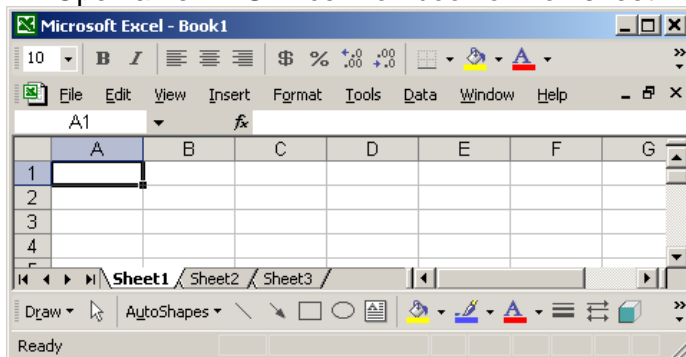 Microsoft Excel - Book1
10 B I $ % .00 .00 A
File Edit View Insert Format Tools Data Window Help
A1 fx
A B C D E F G
1
2
3
4
Sheet1 Sheet2 Sheet3
Draw AutoShapes A A
Ready